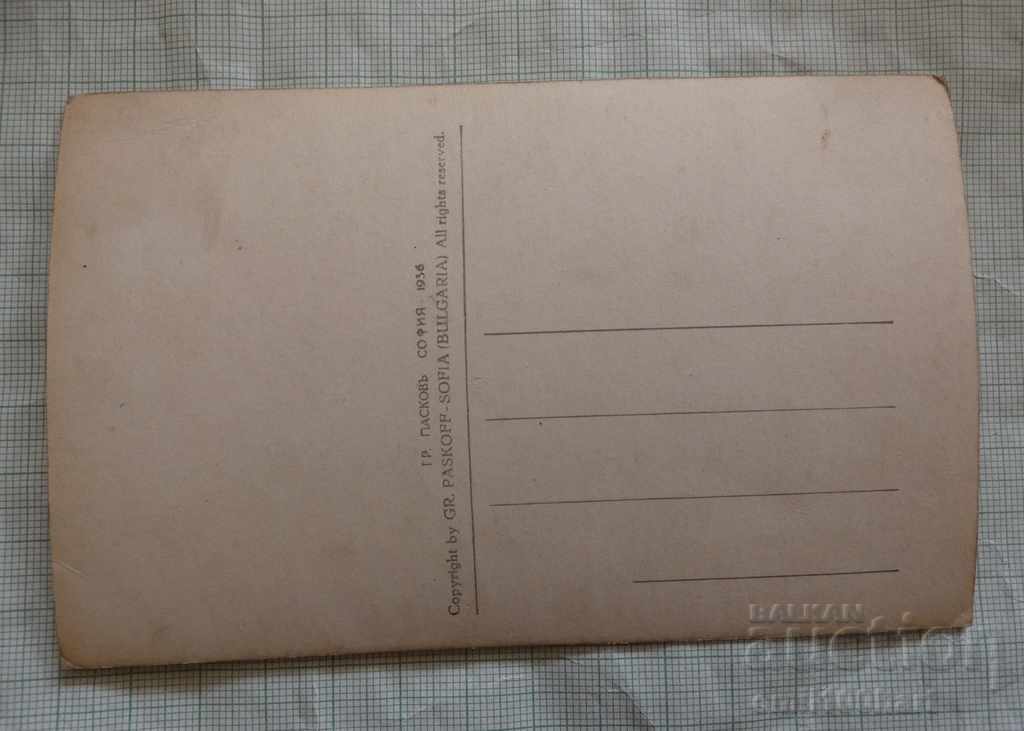 ГР. ПАСКОВЪ СОФИЯ - 1936
Copyright by GR. PASKOFF - SOFIA (BULGARIA) All rights reserved.
BALKAN
auction